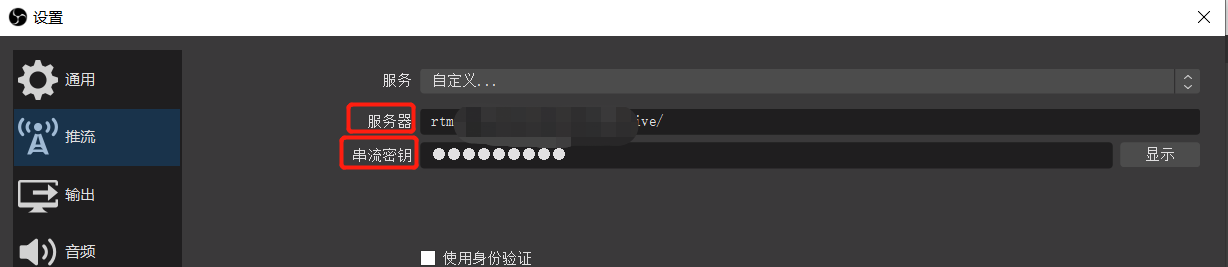 设置
通用
服务 自定义...
服务器 rtm ive/
推流
串流密钥 ●●●●●●●●● 显示
输出
音频
使用身份验证